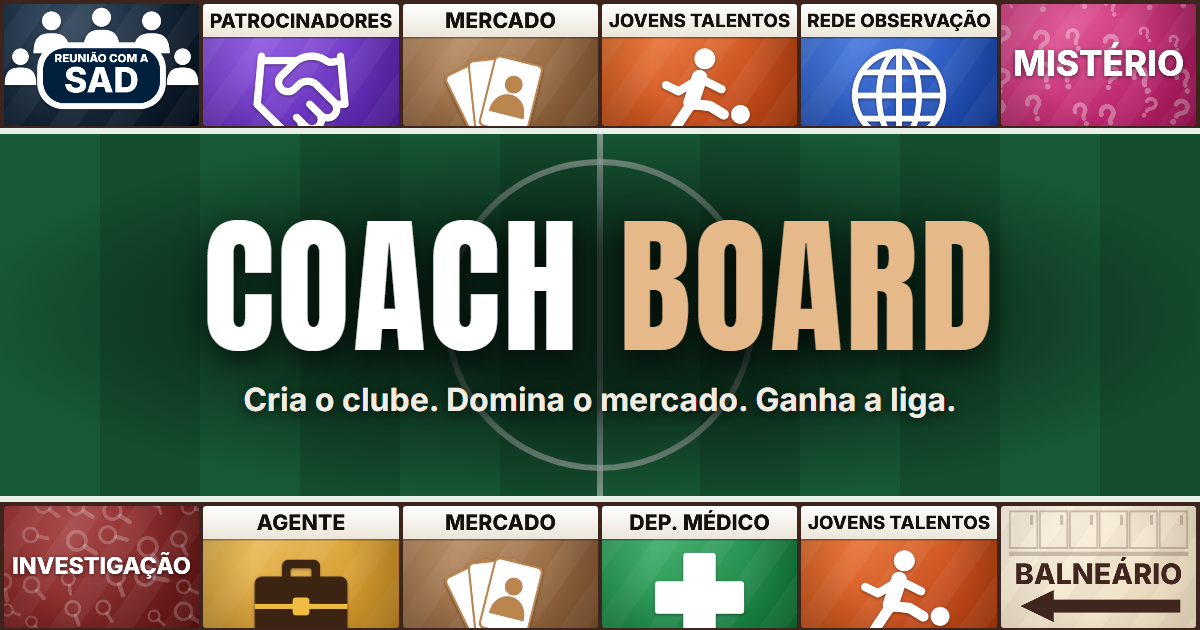 REUNIÃO COM A
SAD
PATROCINADORES
MERCADO
JOVENS TALENTOS
REDE OBSERVAÇÃO
MISTÉRIO
COACH BOARD
Cria o clube. Domina o mercado. Ganha a liga.
INVESTIGAÇÃO
AGENTE
MERCADO
DEP. MÉDICO
JOVENS TALENTOS
BALNEÁRIO